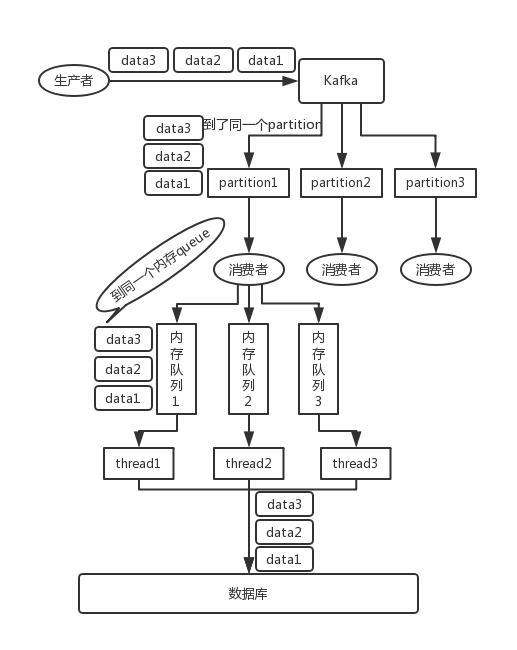 data3
data2
data1
生产者
Kafka
到了同一个partition
data3
data2
data1
partition1
partition2
partition3
到同一个内存queue
消费者
消费者
消费者
data3
data2
data1
内
存
队
列
1
内
存
队
列
2
内
存
队
列
3
thread1
thread2
thread3
data3
data2
data1
数据库